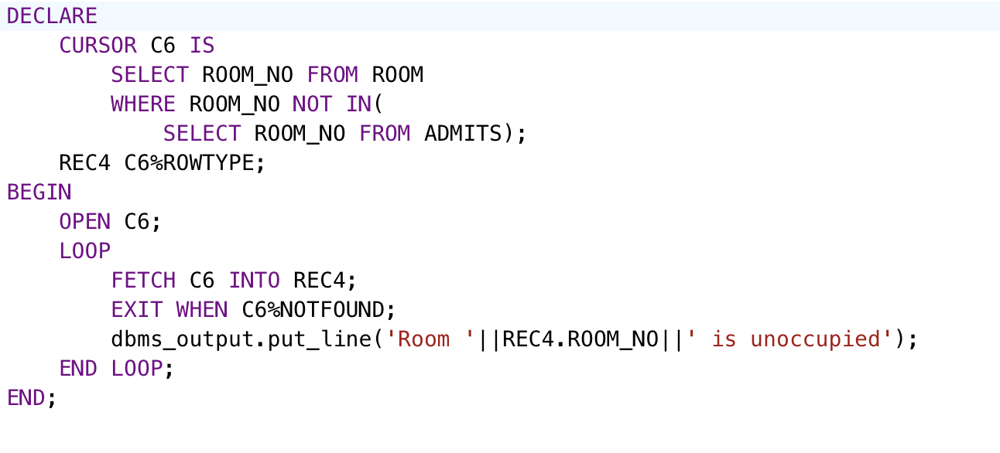 DECLARE
    CURSOR C6 IS
        SELECT ROOM_NO FROM ROOM
        WHERE ROOM_NO NOT IN(
            SELECT ROOM_NO FROM ADMITS);
    REC4 C6%ROWTYPE;
BEGIN
    OPEN C6;
    LOOP
        FETCH C6 INTO REC4;
        EXIT WHEN C6%NOTFOUND;
        dbms_output.put_line('Room '||REC4.ROOM_NO||' is unoccupied');
    END LOOP;
END;